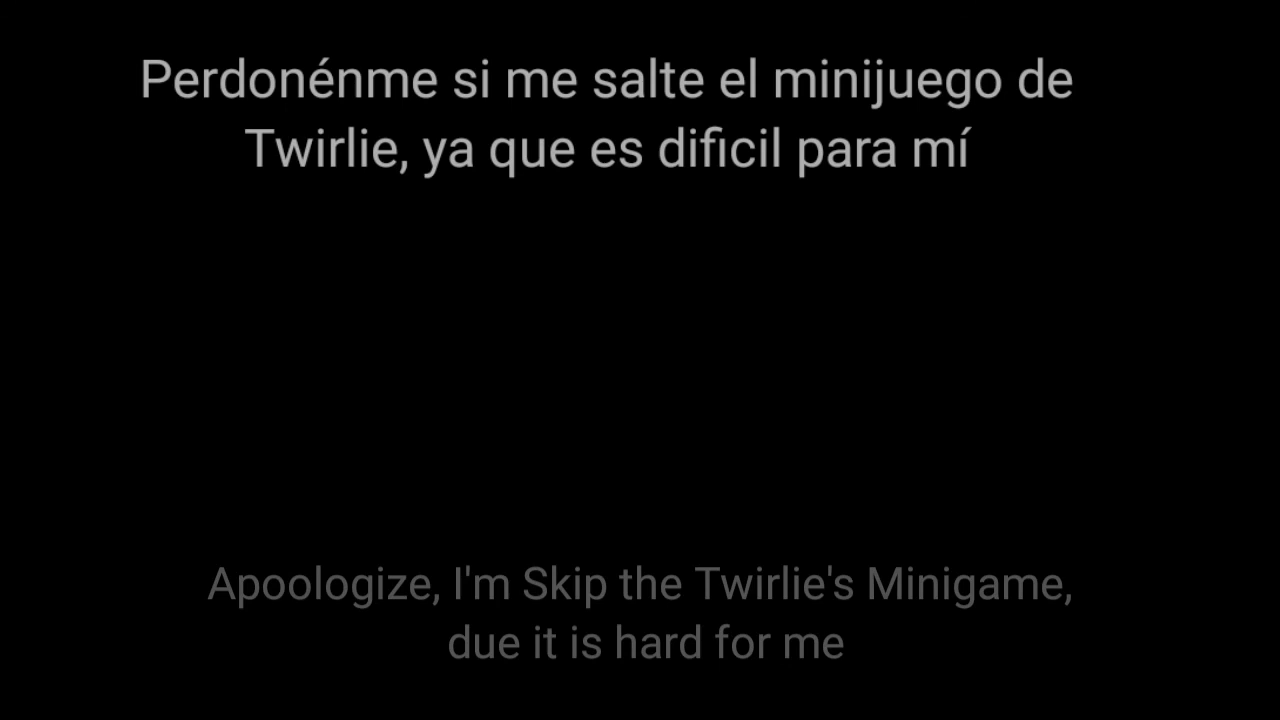 Perdonénme si me salte el minijuego de
Twirlie, ya que es dificil para mí
Apoologize, I'm Skip the Twirlie's Minigame,
due it is hard for me